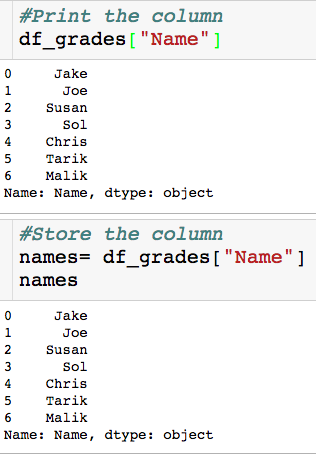 #Print the column
df_grades["Name"]
0     Jake
1      Joe
2    Susan
3      Sol
4    Chris
5    Tarik
6    Malik
Name: Name, dtype: object
#Store the column
names= df_grades["Name"]
names
0     Jake
1      Joe
2    Susan
3      Sol
4    Chris
5    Tarik
6    Malik
Name: Name, dtype: object